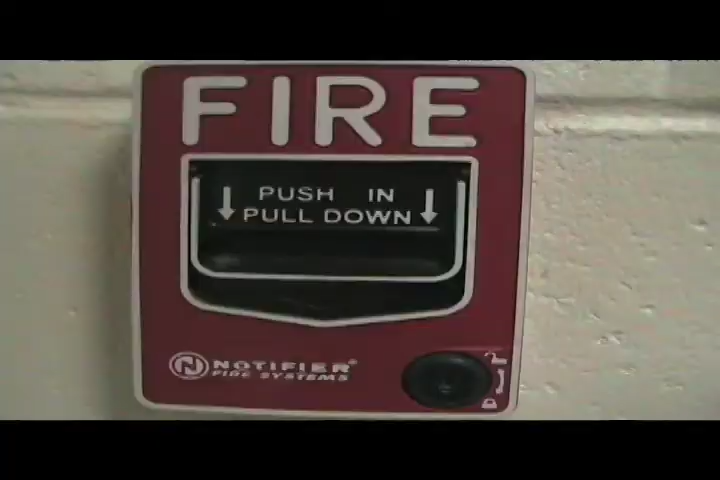 FIRE
PUSH IN
PULL DOWN
N NOTIFIER®
FIRE SYSTEMS